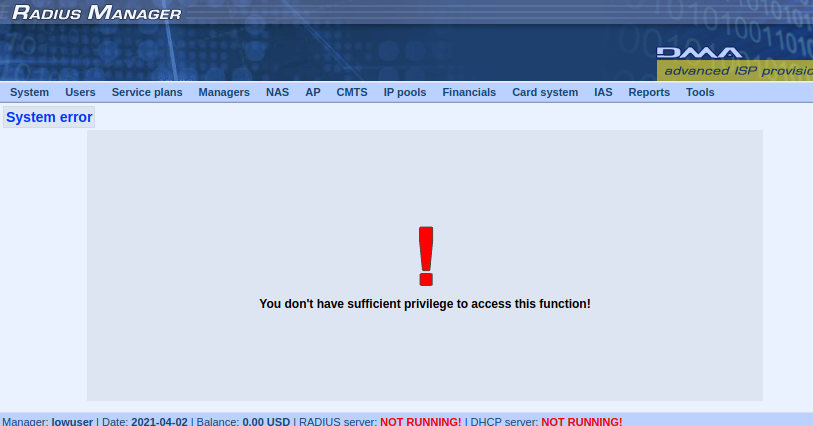 RADIUS MANAGER
DMA
advanced ISP provisio
System Users Service plans Managers NAS AP CMTS IP pools Financials Card system IAS Reports Tools
System error
You don't have sufficient privilege to access this function!
Manager: lowuser | Date: 2021-04-02 | Balance: 0.00 USD | RADIUS server: NOT RUNNING! | DHCP server: NOT RUNNING!